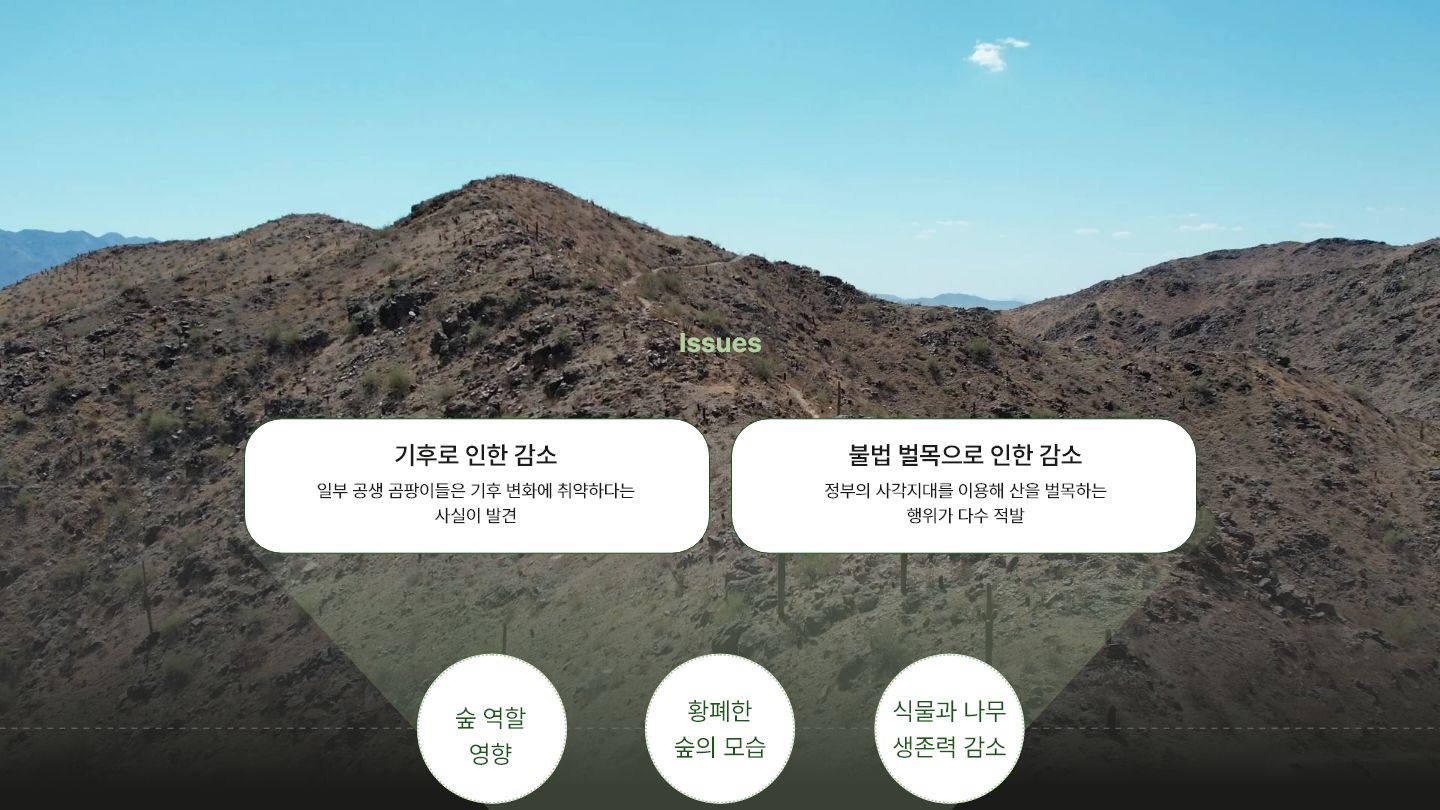 Issues
기후로 인한 감소
일부 공생 곰팡이들은 기후 변화에 취약하다는
사실이 발견
불법 벌목으로 인한 감소
정부의 사각지대를 이용해 산을 벌목하는
행위가 다수 적발
숲 역할
영향
황폐한
숲의 모습
식물과 나무
생존력 감소